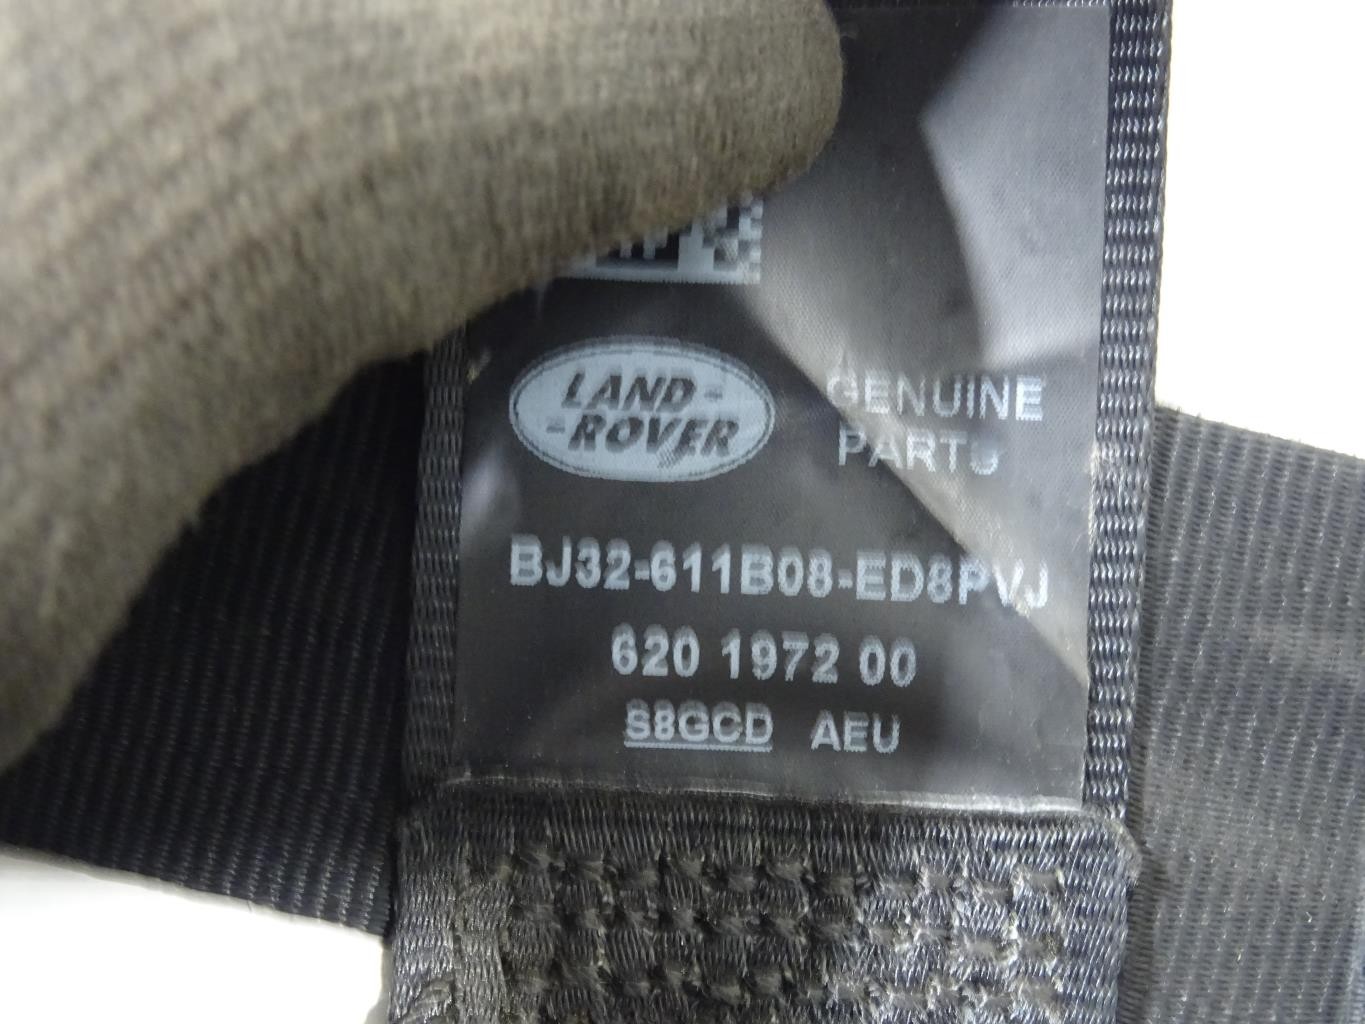 LAND-
-ROVER
GENUINE
PARTS
BJ32-611B08-ED8PVJ
620 1972 00
S8GCD AEU